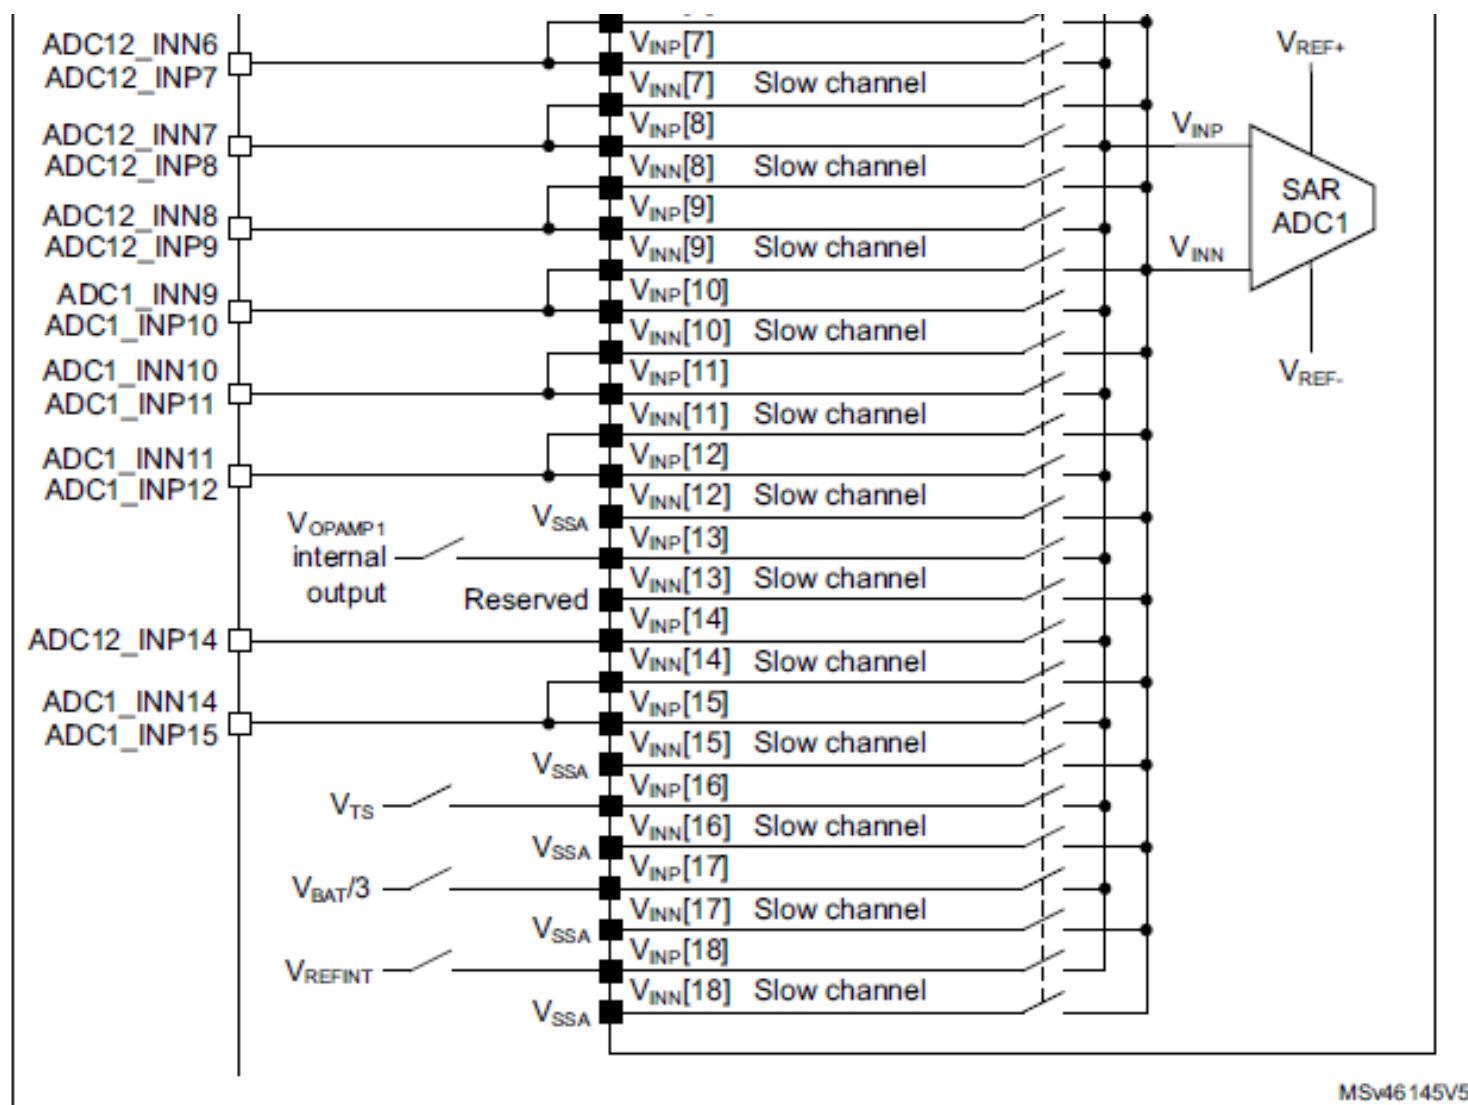 ADC12_INN6
ADC12_INP7
ADC12_INN7
ADC12_INP8
ADC12_INN8
ADC12_INP9
ADC1_INN9
ADC1_INP10
ADC1_INN10
ADC1_INP11
ADC1_INN11
ADC1_INP12
VOPAMP1
internal
output
ADC12_INP14
ADC1_INN14
ADC1_INP15
VTS
VBAT/3
VREFINT
VSSA
Reserved
VSSA
VSSA
VSSA
VSSA
VINP[7]
VINN[7] Slow channel
VINP[8]
VINN[8] Slow channel
VINP[9]
VINN[9] Slow channel
VINP[10]
VINN[10] Slow channel
VINP[11]
VINN[11] Slow channel
VINP[12]
VINN[12] Slow channel
VINP[13]
VINN[13] Slow channel
VINP[14]
VINN[14] Slow channel
VINP[15]
VINN[15] Slow channel
VINP[16]
VINN[16] Slow channel
VINP[17]
VINN[17] Slow channel
VINP[18]
VINN[18] Slow channel
VREF+
VINP
SAR
ADC1
VINN
VREF-
MSv46145V5